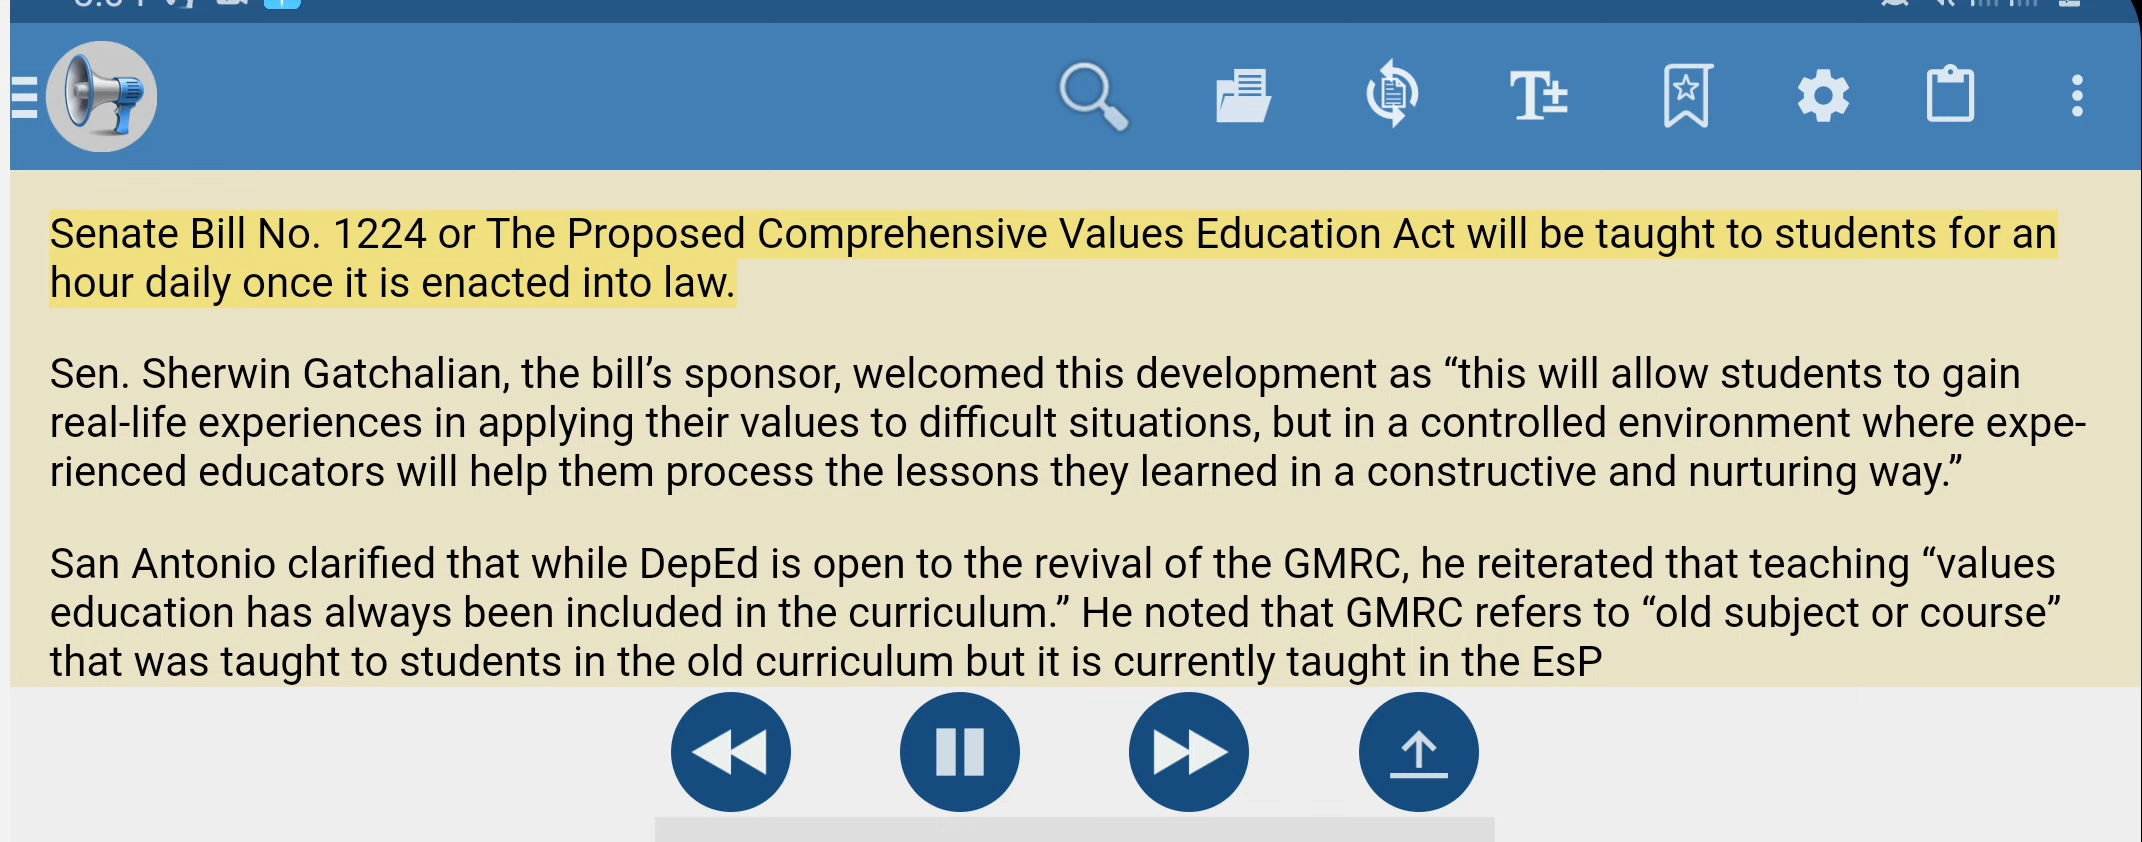 Senate Bill No. 1224 or The Proposed Comprehensive Values Education Act will be taught to students for an
hour daily once it is enacted into law.
Sen. Sherwin Gatchalian, the bill’s sponsor, welcomed this development as “this will allow students to gain
real-life experiences in applying their values to difficult situations, but in a controlled environment where expe-
rienced educators will help them process the lessons they learned in a constructive and nurturing way.”
San Antonio clarified that while DepEd is open to the revival of the GMRC, he reiterated that teaching “values
education has always been included in the curriculum.” He noted that GMRC refers to “old subject or course”
that was taught to students in the old curriculum but it is currently taught in the EsP